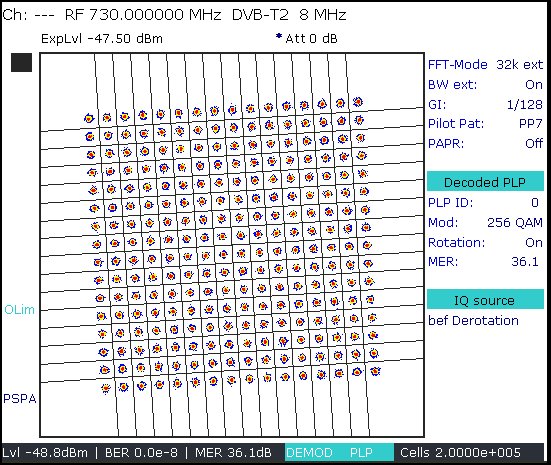 Ch: --- RF 730.000000 MHz DVB-T2 8 MHz
ExpLvl -47.50 dBm * Att 0 dB
FFT-Mode 32k ext
BW ext: On
GI: 1/128
Pilot Pat: PP7
PAPR: Off
Decoded PLP
PLP ID: 0
Mod: 256 QAM
Rotation: On
MER: 36.1
IQ source
OLim
bef Derotation
PSPA
Lvl -48.8dBm | BER 0.0e-8 | MER 36.1dB DEMOD PLP Cells 2.0000e+005